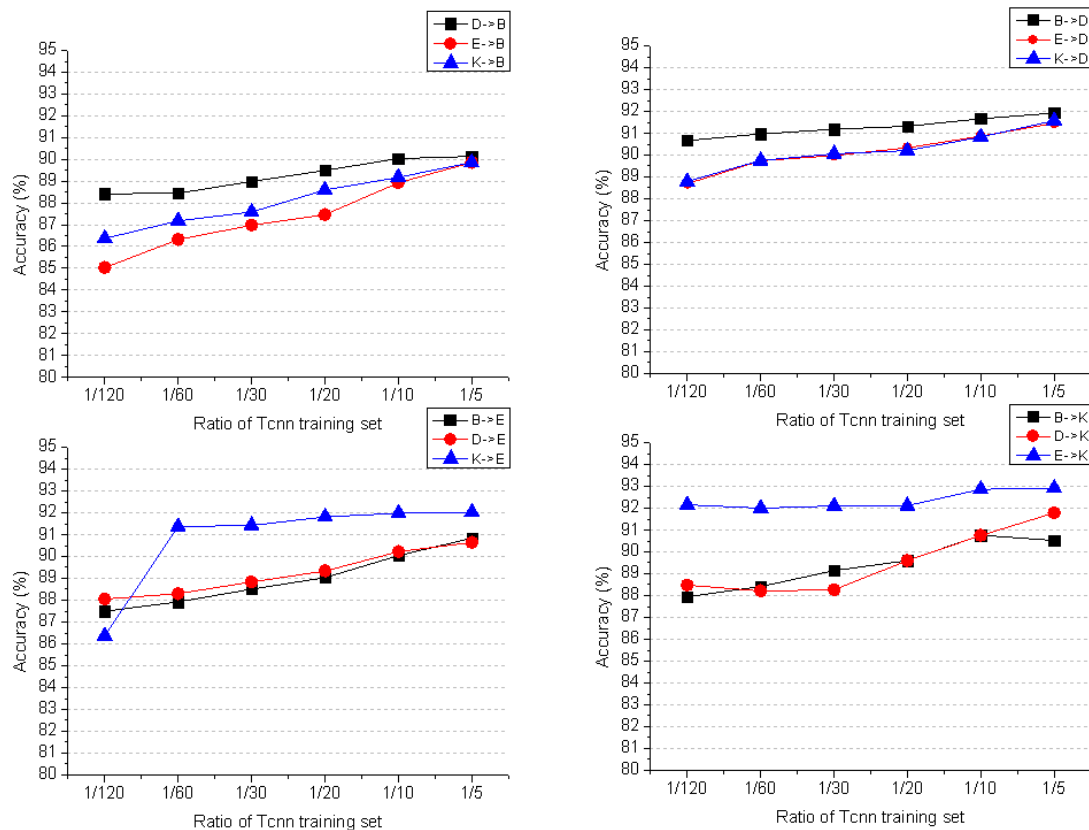 D->B
E->B
K->B
95
94
93
92
91
90
89
88
87
86
85
84
83
82
81
80
Accuracy (%)
1/120 1/60 1/30 1/20 1/10 1/5
Ratio of Tcnn training set
B->D
E->D
K->D
95
94
93
92
91
90
89
88
87
86
85
84
83
82
81
80
Accuracy (%)
1/120 1/60 1/30 1/20 1/10 1/5
Ratio of Tcnn training set
B->E
D->E
K->E
95
94
93
92
91
90
89
88
87
86
85
84
83
82
81
80
Accuracy (%)
1/120 1/60 1/30 1/20 1/10 1/5
Ratio of Tcnn training set
B->K
D->K
E->K
95
94
93
92
91
90
89
88
87
86
85
84
83
82
81
80
Accuracy (%)
1/120 1/60 1/30 1/20 1/10 1/5
Ratio of Tcnn training set